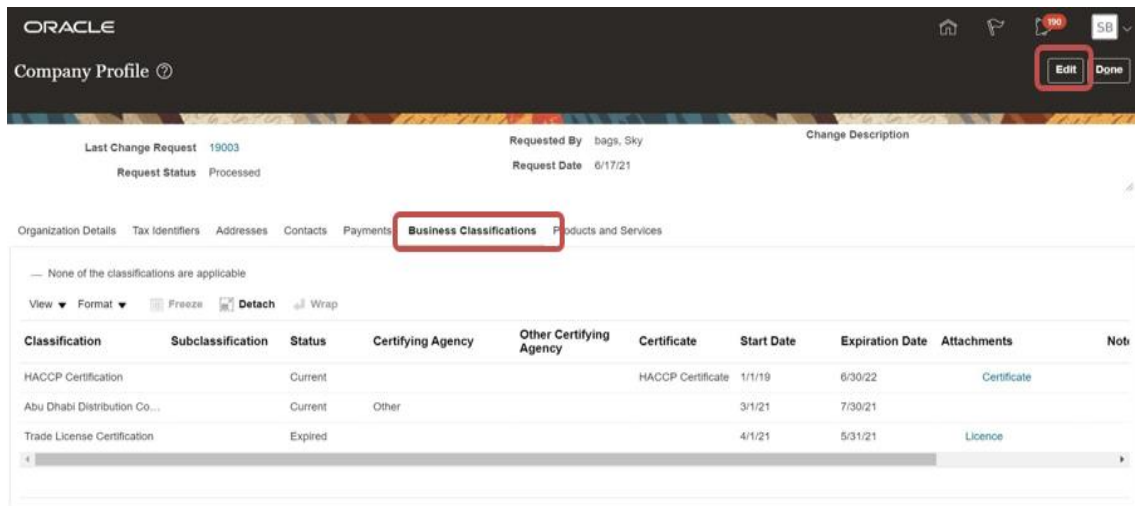 ORACLE
190
SB
Company Profile
Edit Done
Last Change Request 19003 Requested By bags, Sky Change Description
Request Status Processed Request Date 6/17/21
Organization Details Tax Identifiers Addresses Contacts Payments Business Classifications Products and Services
None of the classifications are applicable
View Format Freeze Detach Wrap
Classification Subclassification Status Certifying Agency Other Certifying Agency Certificate Start Date Expiration Date Attachments Note
HACCP Certification Current HACCP Certificate 1/1/19 6/30/22 Certificate
Abu Dhabi Distribution Co... Current Other 3/1/21 7/30/21
Trade License Certification Expired 4/1/21 5/31/21 Licence